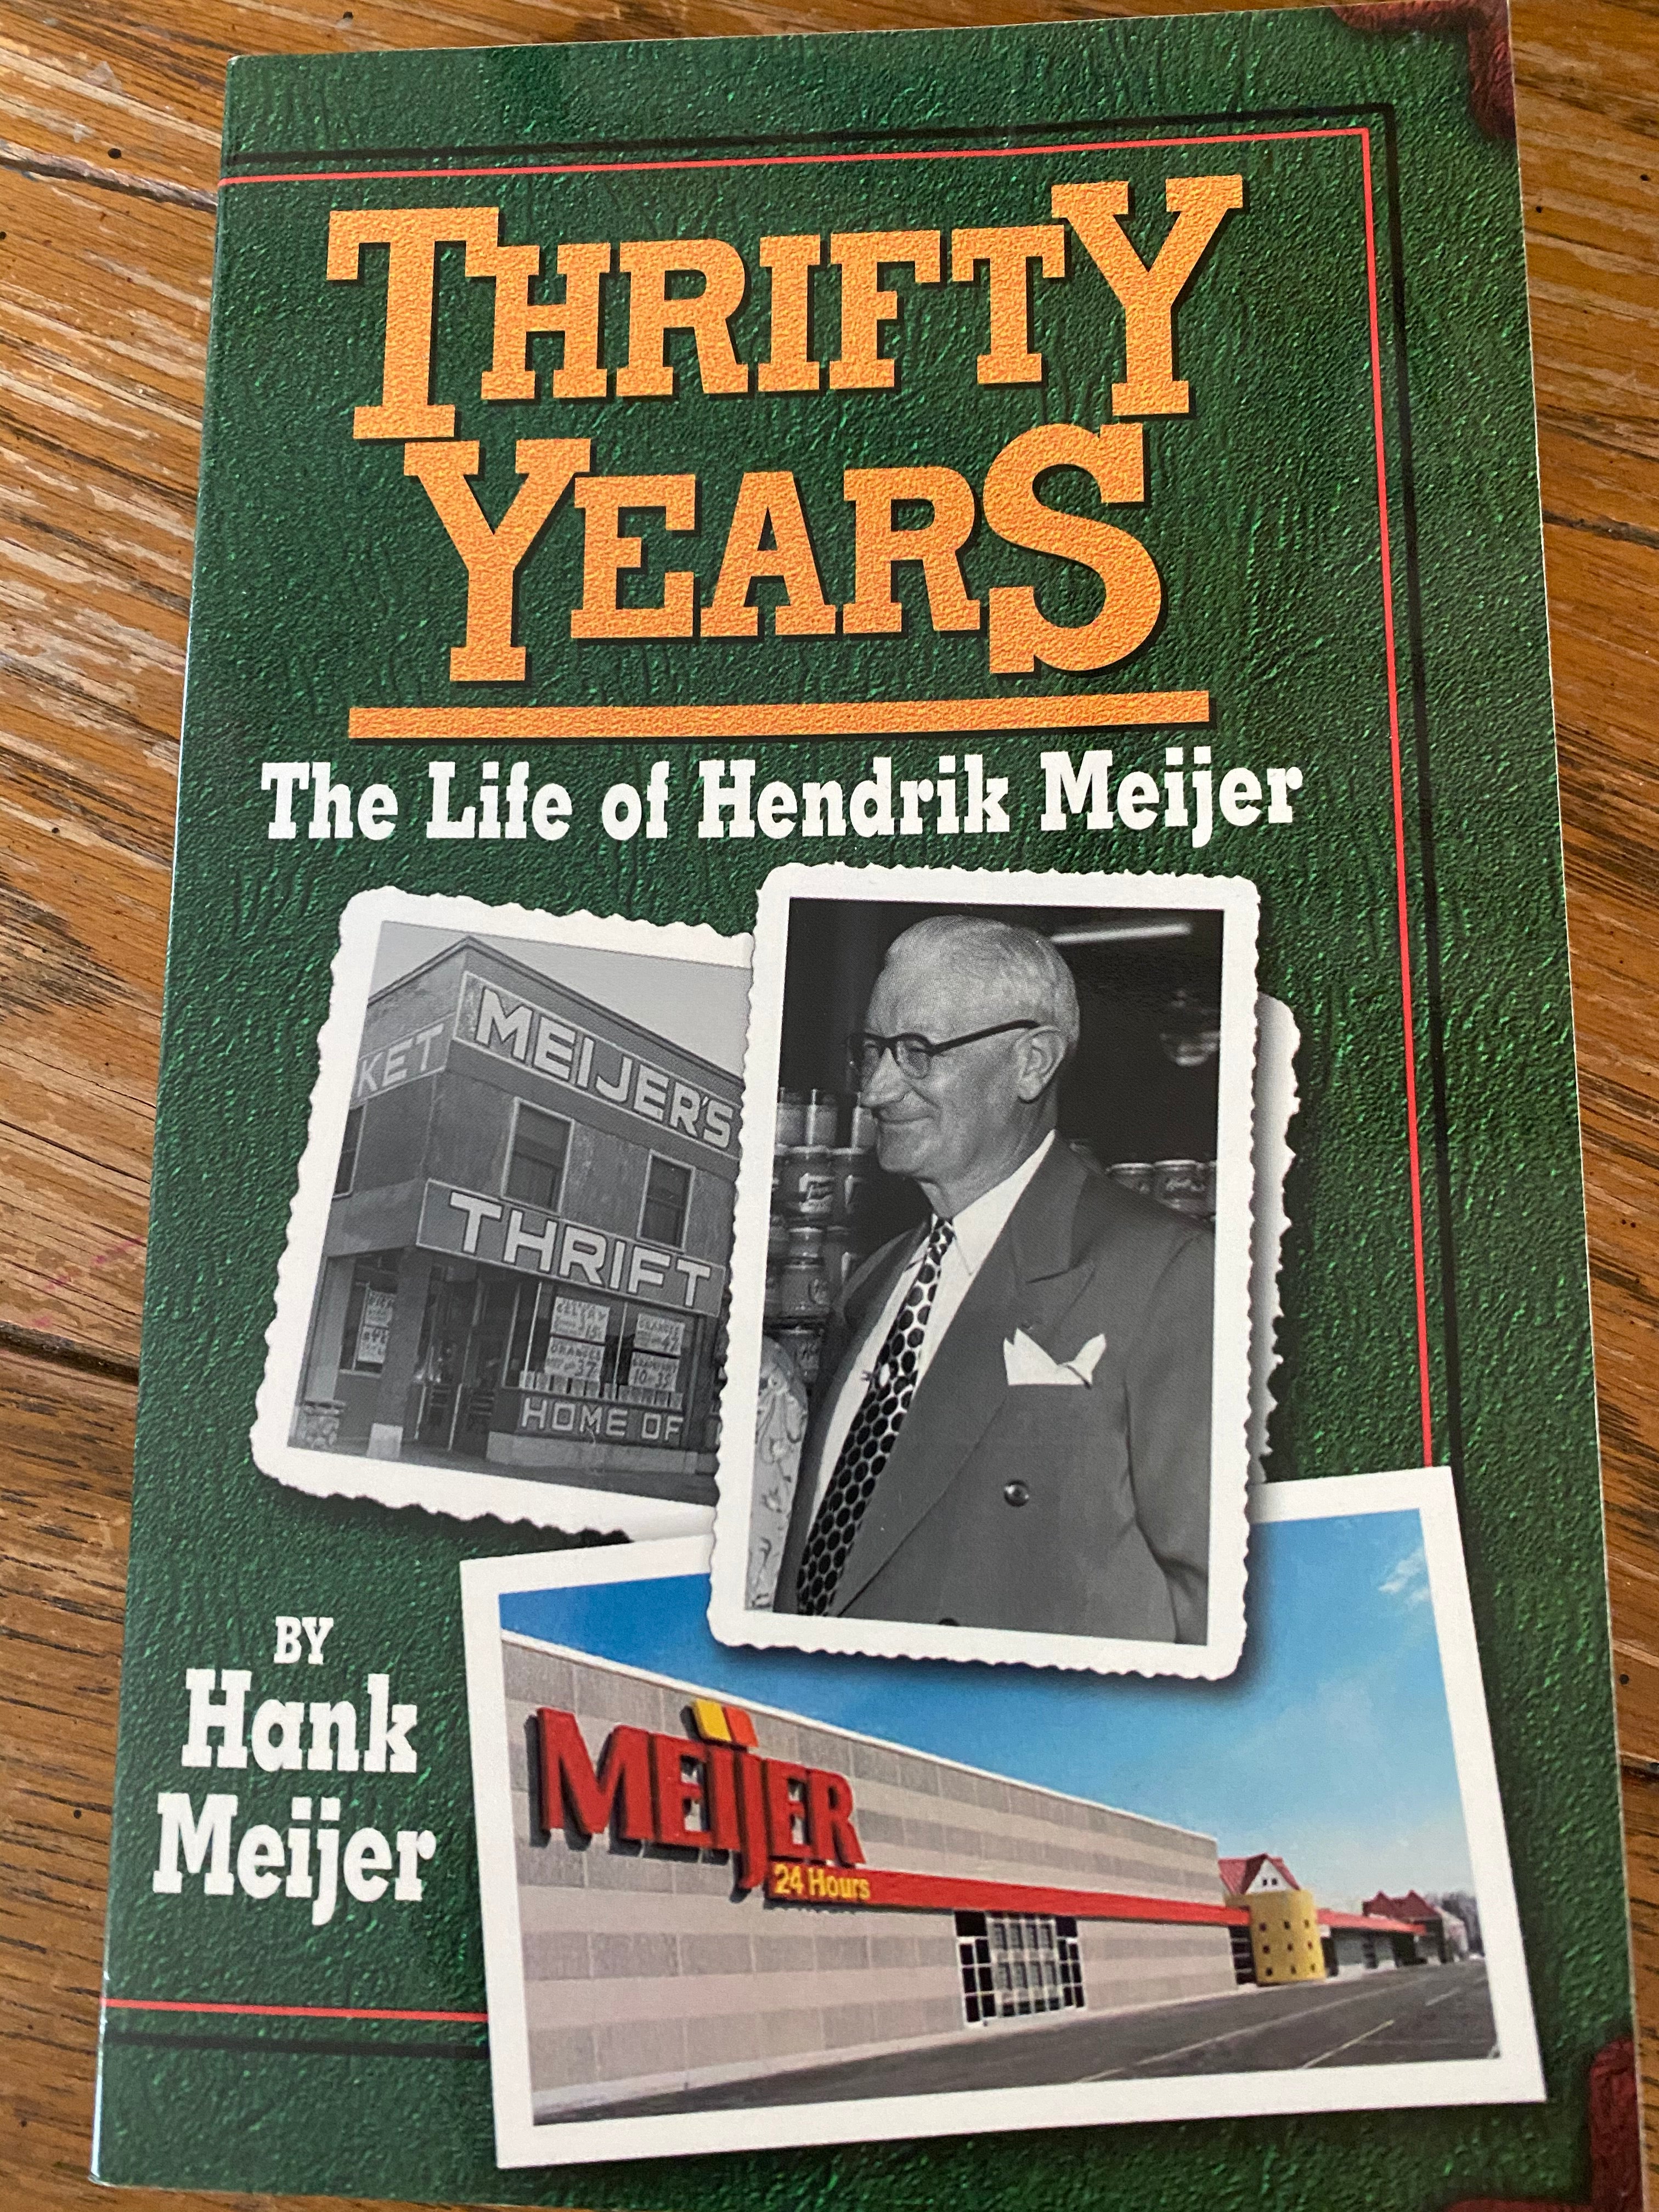 THRIFTY
YEARS
The Life of Hendrik Meijer
KET
MEIJER'S
THRIFT
HOME OF
BY
Hank
Meijer
MEIJER
24 Hours